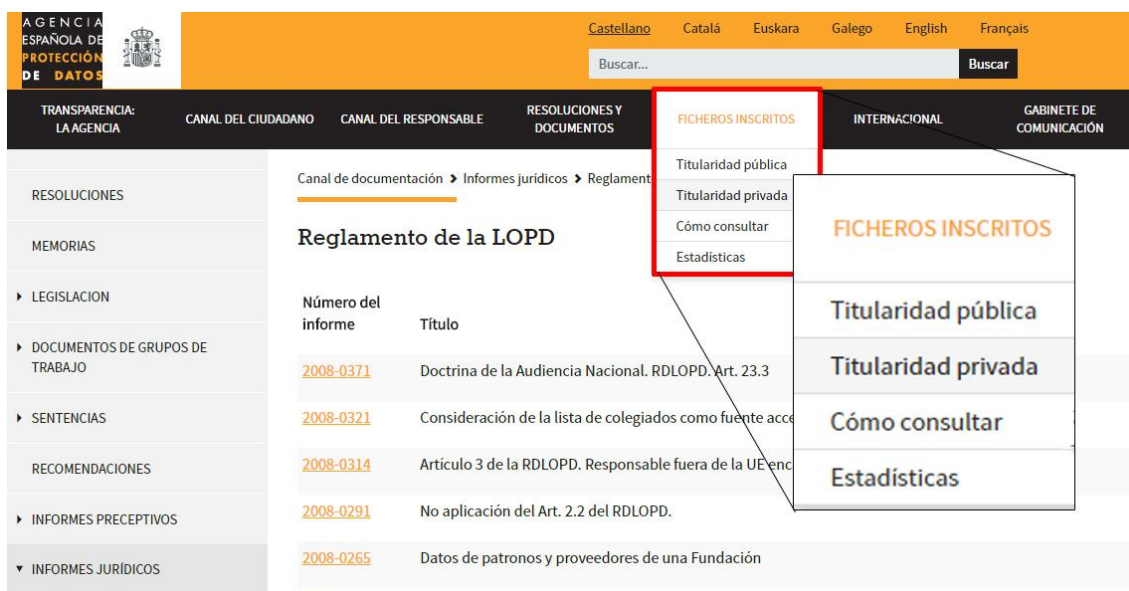 AGENCIA
ESPAÑOLA DE
PROTECCIÓN
DE DATOS
Castellano Catalá Euskara Galego English Français
Buscar... Buscar
TRANSPARENCIA:
LA AGENCIA
CANAL DEL CIUDADANO
CANAL DEL RESPONSABLE
RESOLUCIONES Y
DOCUMENTOS
FICHEROS INSCRITOS
INTERNACIONAL
GABINETE DE
COMUNICACIÓN
Titularidad pública
Titularidad privada
Cómo consultar
Estadísticas
RESOLUCIONES
MEMORIAS
LEGISLACION
DOCUMENTOS DE GRUPOS DE
TRABAJO
SENTENCIAS
RECOMENDACIONES
INFORMES PRECEPTIVOS
INFORMES JURÍDICOS
Canal de documentación > Informes jurídicos > Reglament
Reglamento de la LOPD
Número del
informe Título
2008-0371 Doctrina de la Audiencia Nacional. RDLOPD. Art. 23.3
2008-0321 Consideración de la lista de colegiados como fuente acce
2008-0314 Artículo 3 de la RDLOPD. Responsable fuera de la UE enc
2008-0291 No aplicación del Art. 2.2 del RDLOPD.
2008-0265 Datos de patronos y proveedores de una Fundación
FICHEROS INSCRITOS
Titularidad pública
Titularidad privada
Cómo consultar
Estadísticas